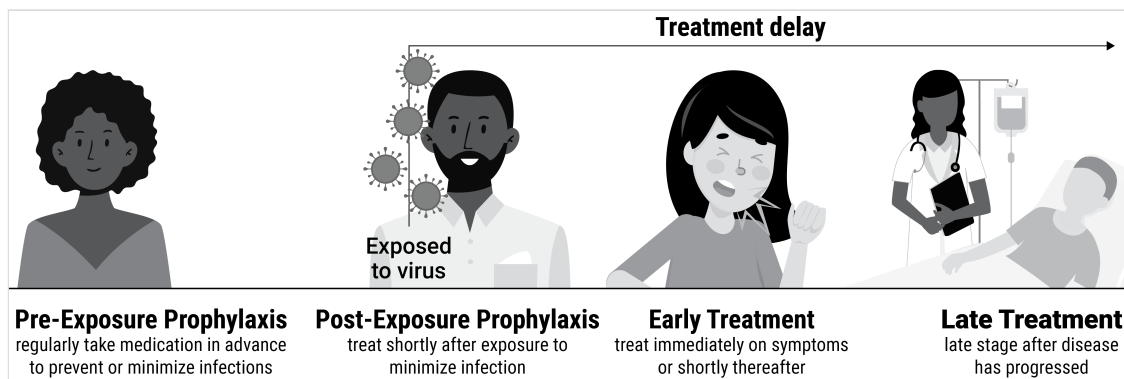 Treatment delay
Exposed
to virus
Pre-Exposure Prophylaxis
regularly take medication in advance
to prevent or minimize infections
Post-Exposure Prophylaxis
treat shortly after exposure to
minimize infection
Early Treatment
treat immediately on symptoms
or shortly thereafter
Late Treatment
late stage after disease
has progressed